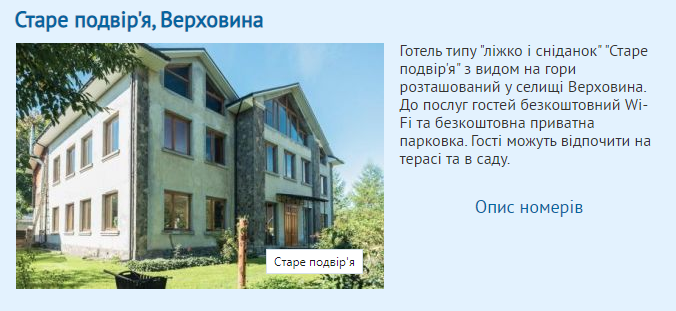 Старе подвір'я, Верховина
Готель типу "ліжко і сніданок" "Старе
подвір'я" з видом на гори
розташований у селищі Верховина.
До послуг гостей безкоштовний Wi-
Fi та безкоштовна приватна
парковка. Гості можуть відпочити на
терасі та в саду.
Опис номерів
Старе подвір'я